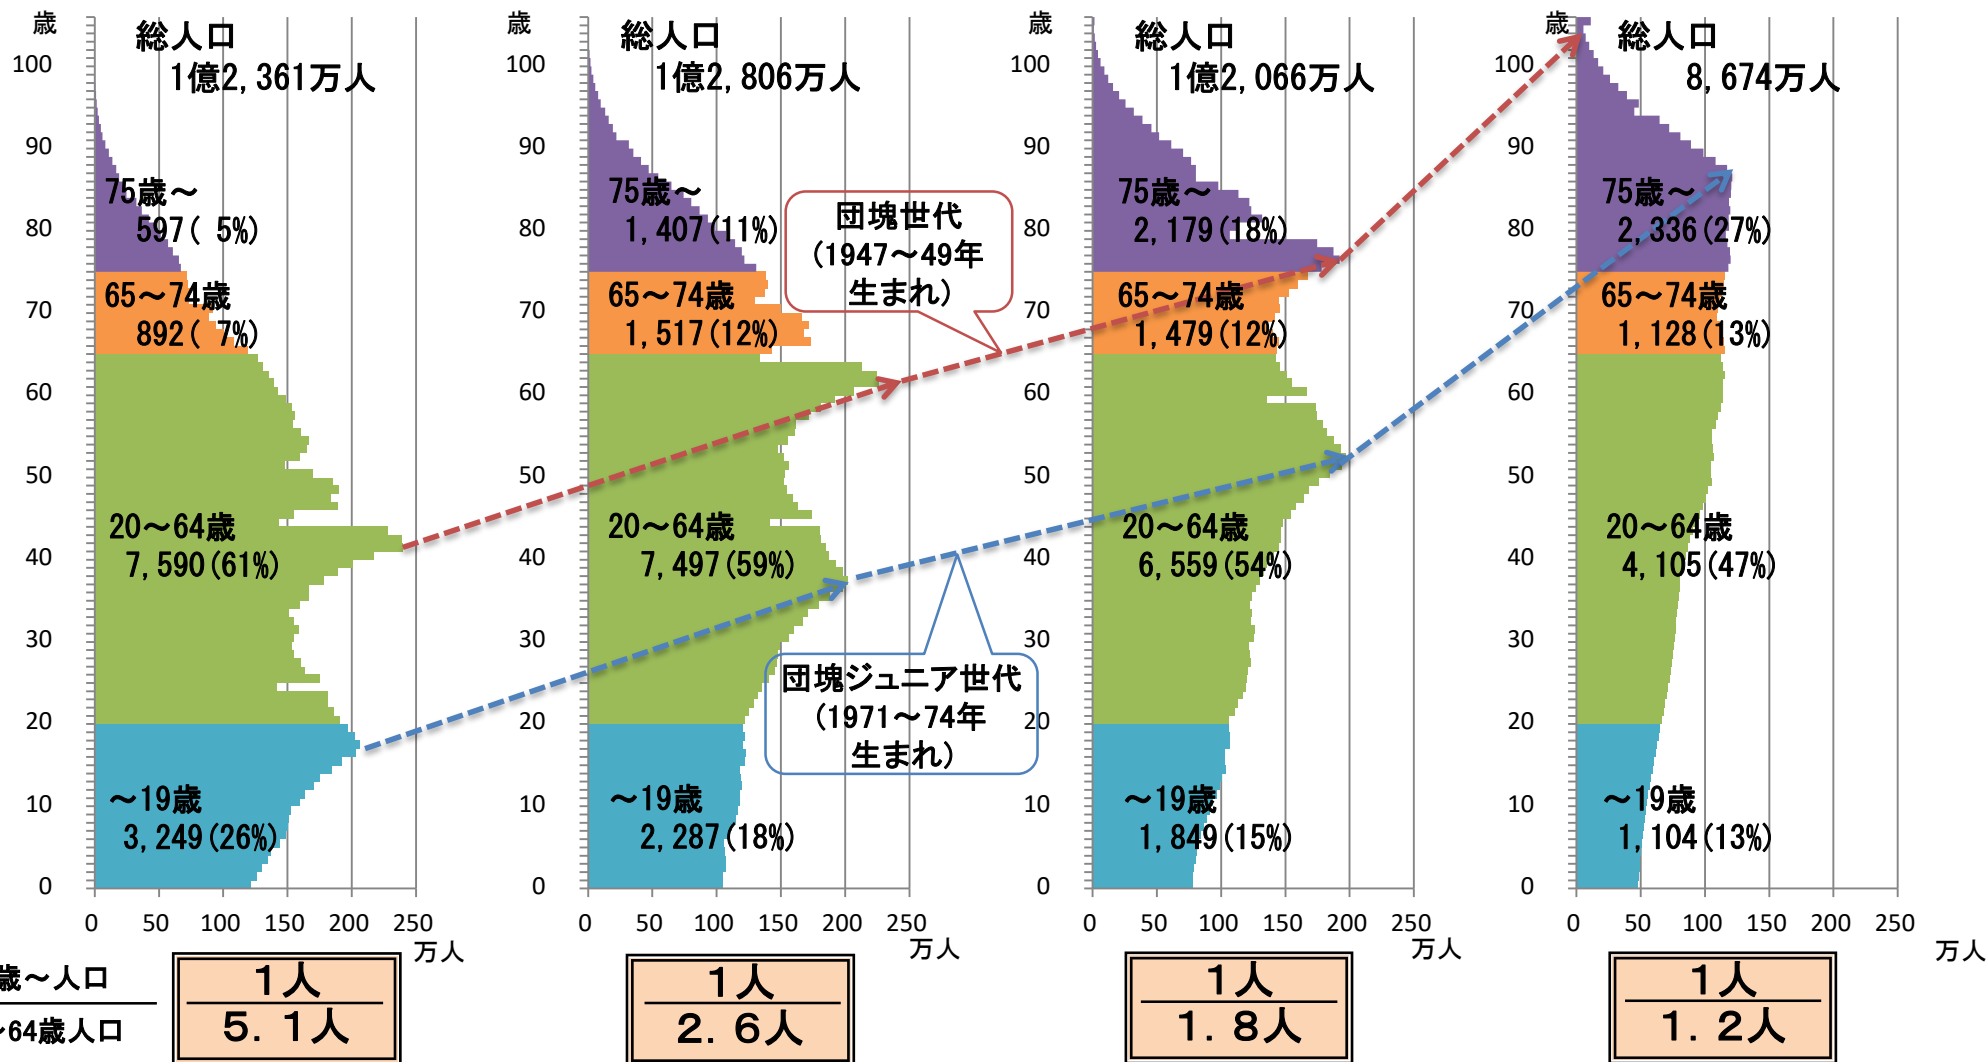 歳
100
90
80
70
60
50
40
30
20
10
0
総人口
1億2,361万人
75歳～
597( 5%)
65～74歳
892( 7%)
20～64歳
7,590(61%)
～19歳
3,249(26%)
0 50 100 150 200 250
万人
歳
100
90
80
70
60
50
40
30
20
10
0
総人口
1億2,806万人
75歳～
1,407(11%)
65～74歳
1,517(12%)
20～64歳
7,497(59%)
～19歳
2,287(18%)
0 50 100 150 200 250
万人
団塊世代
(1947～49年
生まれ)
団塊ジュニア世代
(1971～74年
生まれ)
歳
100
90
80
70
60
50
40
30
20
10
0
総人口
1億2,066万人
75歳～
2,179(18%)
65～74歳
1,479(12%)
20～64歳
6,559(54%)
～19歳
1,849(15%)
0 50 100 150 200 250
万人
歳
100
90
80
70
60
50
40
30
20
10
0
総人口
8,674万人
75歳～
2,336(27%)
65～74歳
1,128(13%)
20～64歳
4,105(47%)
～19歳
1,104(13%)
0 50 100 150 200 250
万人
歳～人口
～64歳人口
1人
5.1人
1人
2.6人
1人
1.8人
1人
1.2人